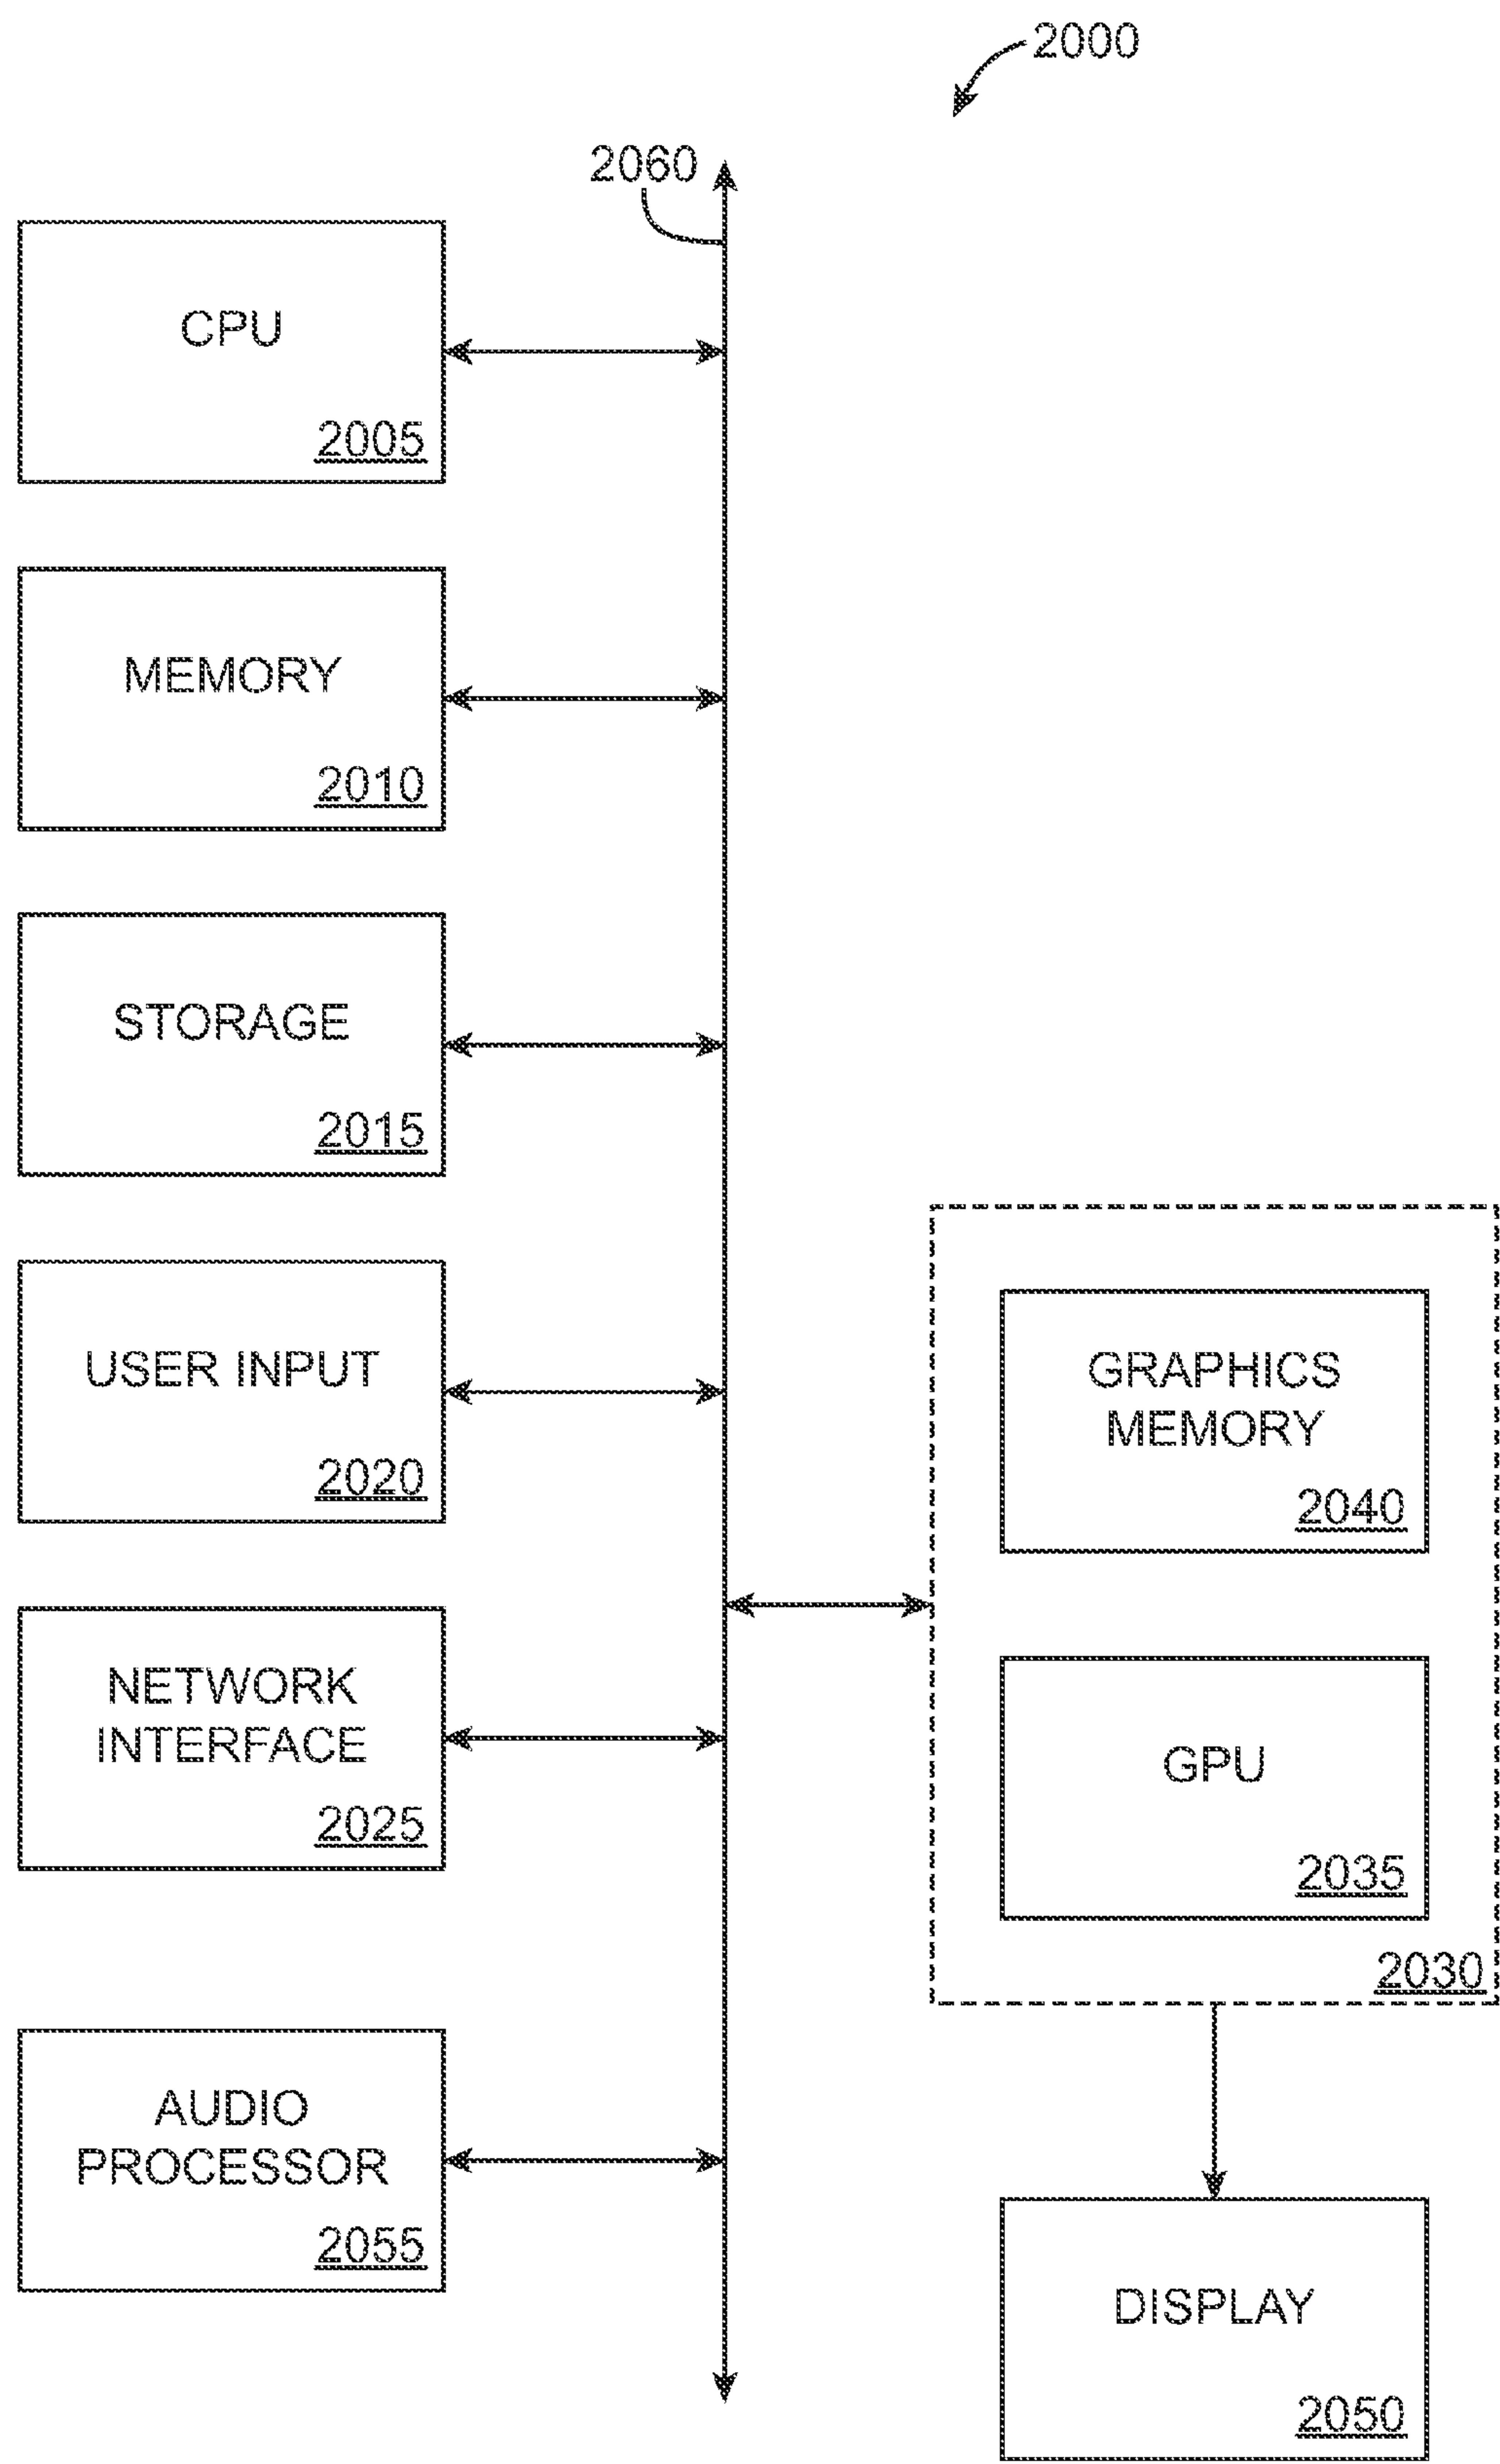 2000
2060
CPU
2005
MEMORY
2010
STORAGE
2015
USER INPUT
2020
NETWORK
INTERFACE
2025
AUDIO
PROCESSOR
2055
GRAPHICS
MEMORY
2040
GPU
2035
2030
DISPLAY
2050